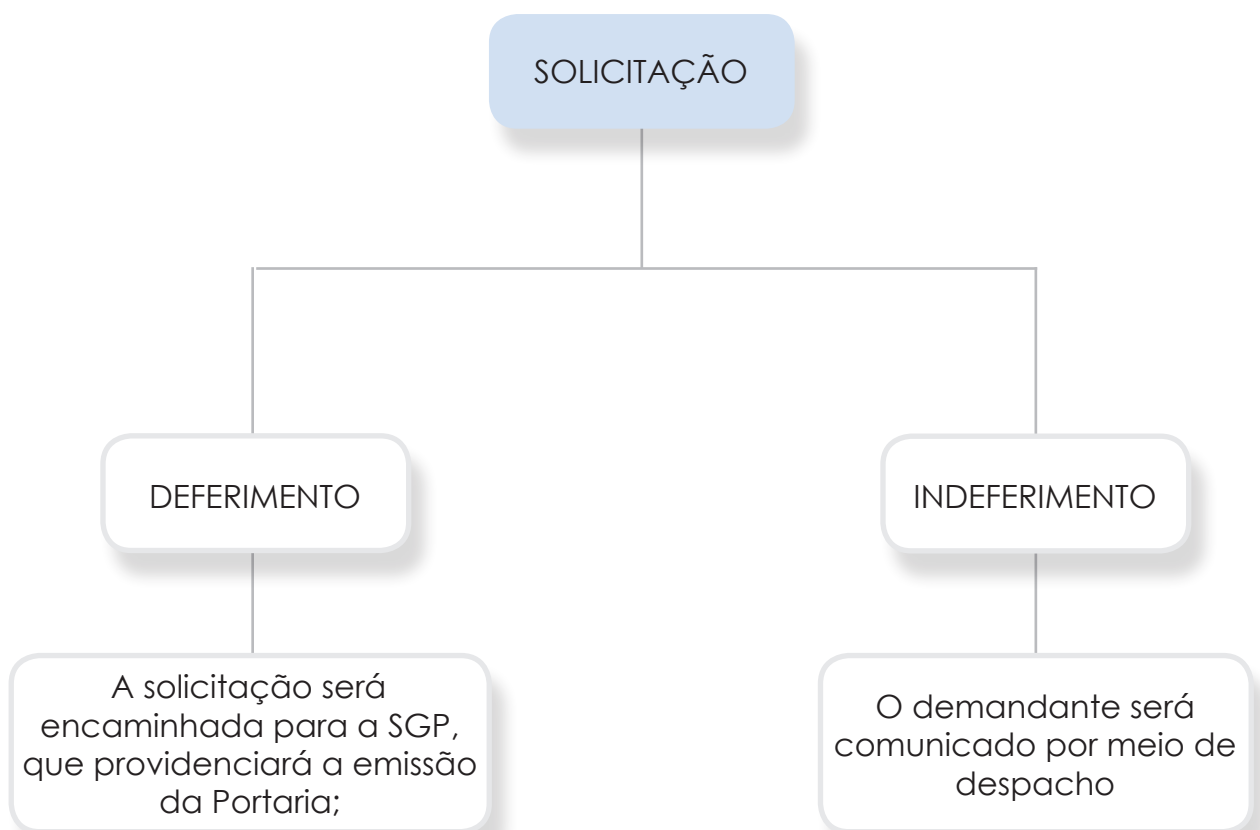 SOLICITAÇÃO
DEFERIMENTO
INDEFERIMENTO
A solicitação será
encaminhada para a SGP,
que providenciará a emissão
da Portaria;
O demandante será
comunicado por meio de
despacho